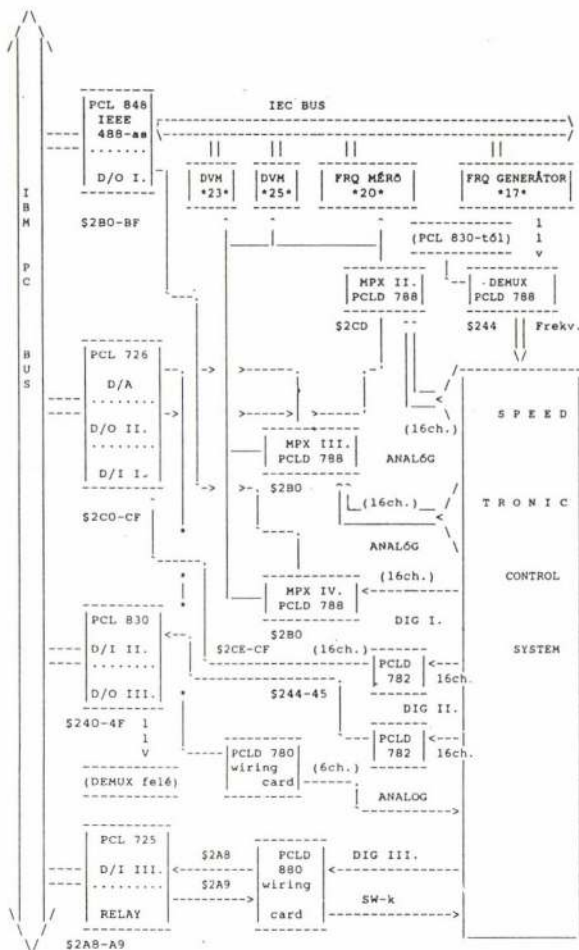 PCL 848
IEEE
488-as
D/O I.
IEC BUS
DVM
*23*
DVM
*25*
FRQ MÉRŐ
*20*
FRQ GENERÁTOR
*17*
$2B0-BF
IBM PC BUS
(PCL 830-tól)
1
1
v
MPX II.
PCLD 788
DEMUX
PCLD 788
$2CD
$244
Frekv.
PCL 726
D/A
D/O II.
D/I I.
(16ch.)
SPEED
MPX III.
PCLD 788
ANALÓG
$2B0
$2C0-CF
(16ch.)
TRONIC
ANALÓG
(16ch.)
MPX IV.
PCLD 788
CONTROL
DIG I.
$2B0
PCL 830
D/I II.
D/O III.
$2CE-CF
(16ch.)
PCLD
782
16ch.
SYSTEM
$244-45
DIG II.
$240-4F
1
1
V
PCLD
782
16ch.
PCLD 780
wiring
card
(6ch.)
(DEMUX felé)
ANALOG
PCL 725
D/I III.
RELAY
$2A8
$2A9
PCLD
880
wiring
card
DIG III.
SW-k
$2A8-A9